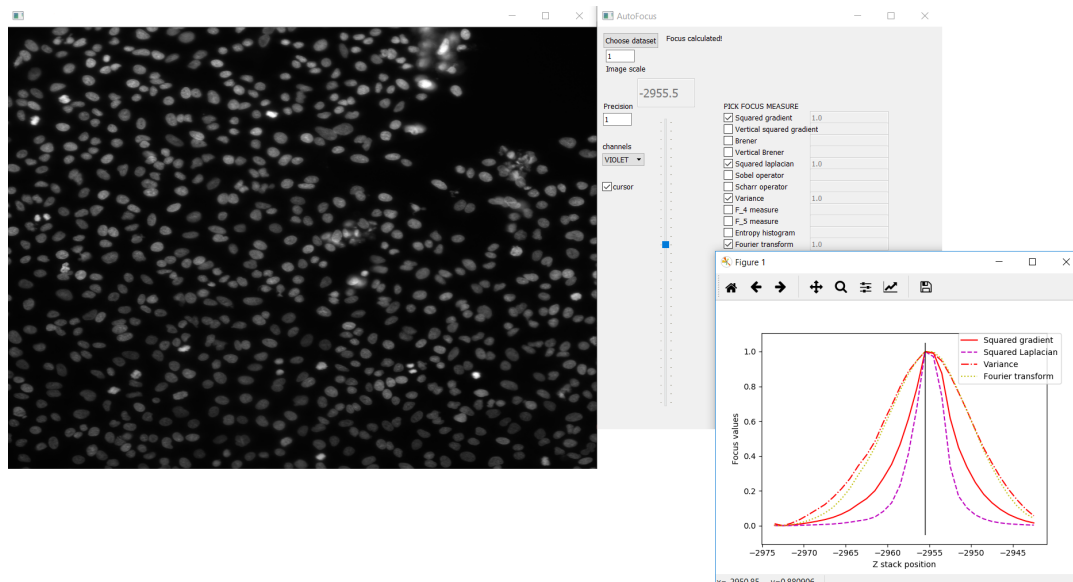 AutoFocus
Choose dataset Focus calculated!
1
Image scale
-2955.5
Precision
1
channels
VIOLET
cursor
PICK FOCUS MEASURE
Squared gradient 1.0
Vertical squared gradient
Brener
Vertical Brener
Squared laplacian 1.0
Sobel operator
Scharr operator
Variance 1.0
F_4 measure
F_5 measure
Entropy histogram
Fourier transform 1.0
Figure 1
Squared gradient
Squared Laplacian
Variance
Fourier transform
1.0
0.8
0.6
0.4
0.2
0.0
Focus values
−2975 −2970 −2965 −2960 −2955 −2950 −2945
Z stack position